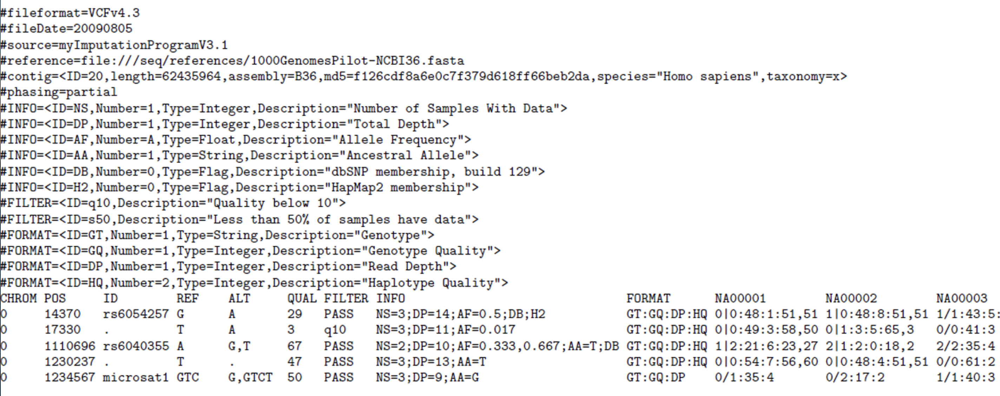 #fileformat=VCFv4.3
#fileDate=20090805
#source=myImputationProgramV3.1
#reference=file:///seq/references/1000GenomesPilot-NCBI36.fasta
#contig=<ID=20,length=62435964,assembly=B36,md5=f126cdf8a6e0c7f379d618ff66beb2da,species="Homo sapiens",taxonomy=x>
#phasing=partial
#INFO=<ID=NS,Number=1,Type=Integer,Description="Number of Samples With Data">
#INFO=<ID=DP,Number=1,Type=Integer,Description="Total Depth">
#INFO=<ID=AF,Number=A,Type=Float,Description="Allele Frequency">
#INFO=<ID=AA,Number=1,Type=String,Description="Ancestral Allele">
#INFO=<ID=DB,Number=0,Type=Flag,Description="dbSNP membership, build 129">
#INFO=<ID=H2,Number=0,Type=Flag,Description="HapMap2 membership">
#FILTER=<ID=q10,Description="Quality below 10">
#FILTER=<ID=s50,Description="Less than 50% of samples have data">
#FORMAT=<ID=GT,Number=1,Type=String,Description="Genotype">
#FORMAT=<ID=GQ,Number=1,Type=Integer,Description="Genotype Quality">
#FORMAT=<ID=DP,Number=1,Type=Integer,Description="Read Depth">
#FORMAT=<ID=HQ,Number=2,Type=Integer,Description="Haplotype Quality">
CHROM POS ID REF ALT QUAL FILTER INFO FORMAT NA00001 NA00002 NA00003
0 14370 rs6054257 G A 29 PASS NS=3;DP=14;AF=0.5;DB;H2 GT:GQ:DP:HQ 0|0:48:1:51,51 1|0:48:8:51,51 1/1:43:5:
0 17330 . T A 3 q10 NS=3;DP=11;AF=0.017 GT:GQ:DP:HQ 0|0:49:3:58,50 0|1:3:5:65,3 0/0:41:3
0 1110696 rs6040355 A G,T 67 PASS NS=2;DP=10;AF=0.333,0.667;AA=T;DB GT:GQ:DP:HQ 1|2:21:6:23,27 2|1:2:0:18,2 2/2:35:4
0 1230237 . T . 47 PASS NS=3;DP=13;AA=T GT:GQ:DP:HQ 0|0:54:7:56,60 0|0:48:4:51,51 0/0:61:2
0 1234567 microsat1 GTC G,GTCT 50 PASS NS=3;DP=9;AA=G GT:GQ:DP 0/1:35:4 0/2:17:2 1/1:40:3